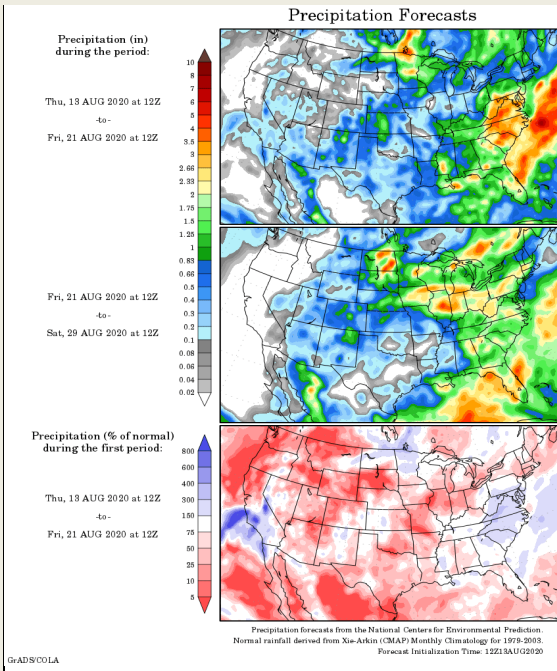 Precipitation Forecasts
Precipitation (in)
during the period:
Thu, 13 AUG 2020 at 12Z
-to-
Fri, 21 AUG 2020 at 12Z
10
9
8
7
6
5
4
3.5
3
2.66
2.33
2
1.75
1.5
1.25
1
0.83
0.66
0.5
0.4
0.3
0.2
0.1
0.08
0.06
0.04
0.02
Fri, 21 AUG 2020 at 12Z
-to-
Sat, 29 AUG 2020 at 12Z
Precipitation (% of normal)
during the first period:
Thu, 13 AUG 2020 at 12Z
-to-
Fri, 21 AUG 2020 at 12Z
800
600
400
300
150
75
50
25
10
5
Precipitation forecasts from the National Centers for Environmental Prediction.
Normal rainfall derived from Xie-Arkin (CMAP) Monthly Climatology for 1979-2003.
Forecast Initialization Time: 12Z13AUG2020
GrADS/COLA